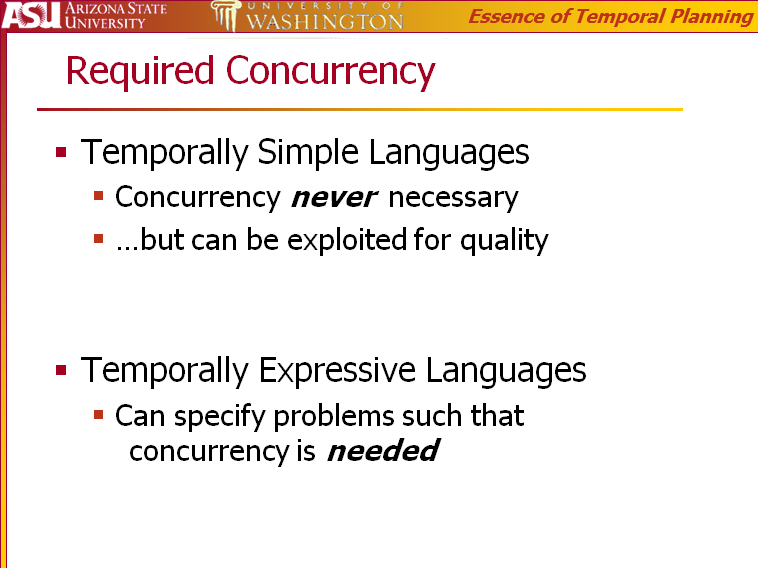 ASU ARIZONA STATE UNIVERSITY
UNIVERSITY OF WASHINGTON
Essence of Temporal Planning
Required Concurrency
Temporally Simple Languages
Concurrency never necessary
…but can be exploited for quality
Temporally Expressive Languages
Can specify problems such that
concurrency is needed